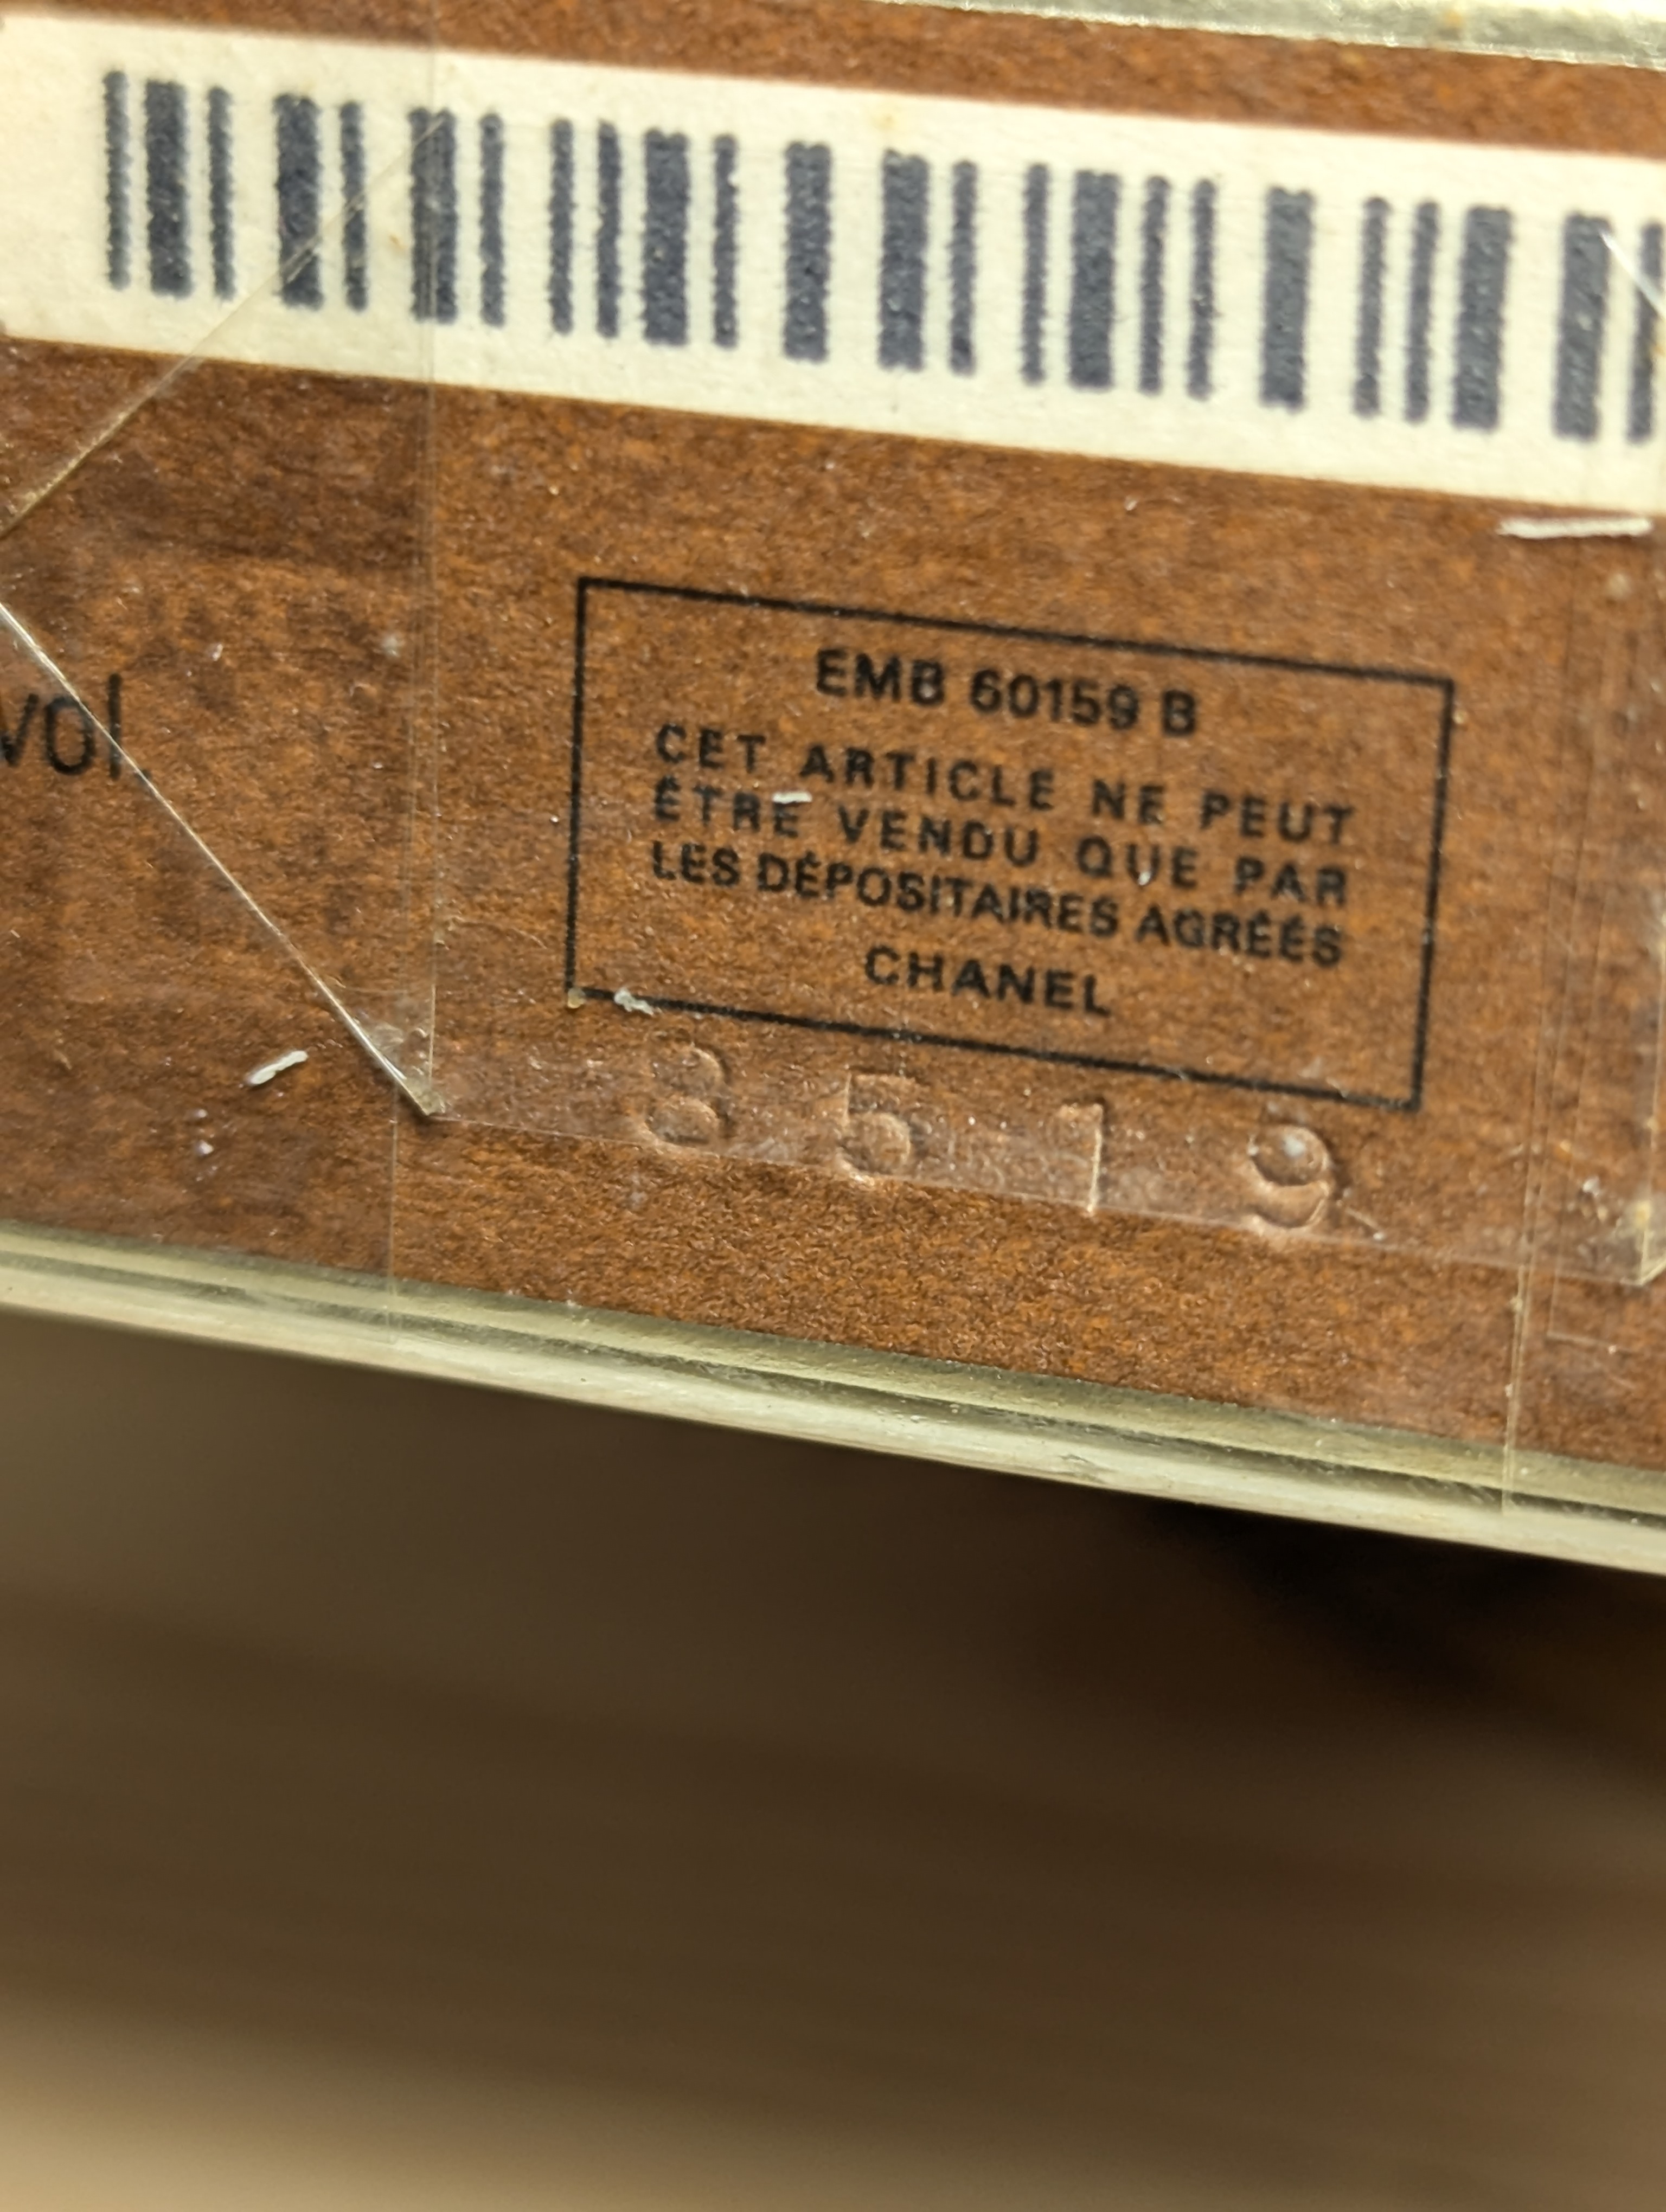 vol.
EMB 60159 B
CET ARTICLE NE PEUT
ÊTRE VENDU QUE PAR
LES DÉPOSITAIRES AGRÉÉS
CHANEL
8519